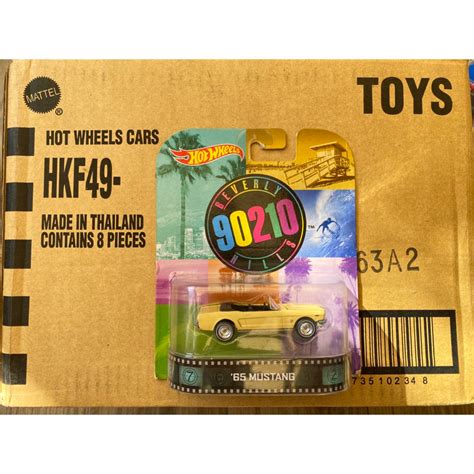 MATTEL
®
TOYS
HOT WHEELS CARS
HKF49-
MADE IN THAILAND
CONTAINS 8 PIECES
Hot Wheels
BEVERLY
90210
HILLS
TM
63A2
7
'65 MUSTANG
2
735102348